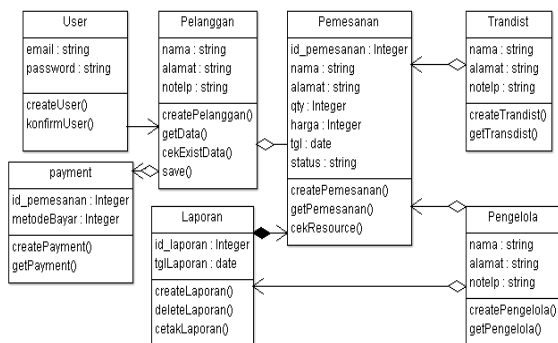 User
email : string
password : string
createUser()
konfirmUser()
Pelanggan
nama : string
alamat : string
notelp : string
createPelanggan()
getData()
cekExistData()
save()
Pemesanan
id_pemesanan : Integer
nama : string
alamat : string
qty : Integer
harga : Integer
tgl : date
status : string
createPemesanan()
getPemesanan()
cekResource()
Trandist
nama : string
alamat : string
notelp : string
createTrandist()
getTransdist()
payment
id_pemesanan : Integer
metodeBayar : Integer
createPayment()
getPayment()
Laporan
id_laporan : Integer
tglLaporan : date
createLaporan()
deleteLaporan()
cetakLaporan()
Pengelola
nama : string
alamat : string
notelp : string
createPengelola()
getPengelola()